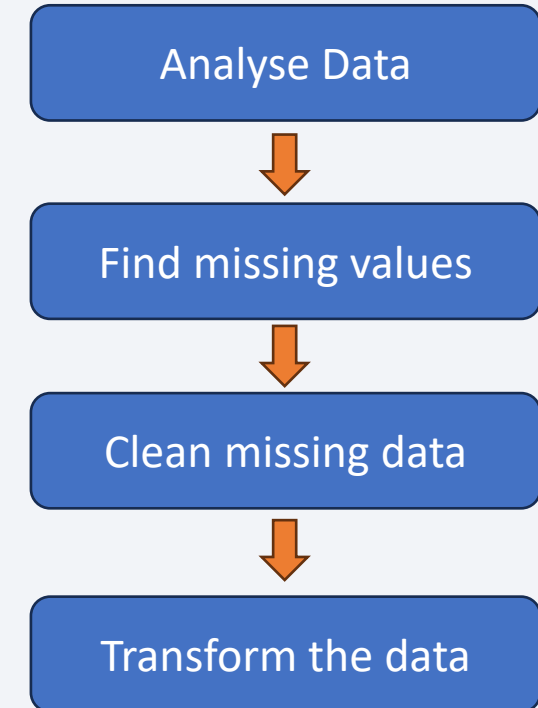 Analyse Data
Find missing values
Clean missing data
Transform the data